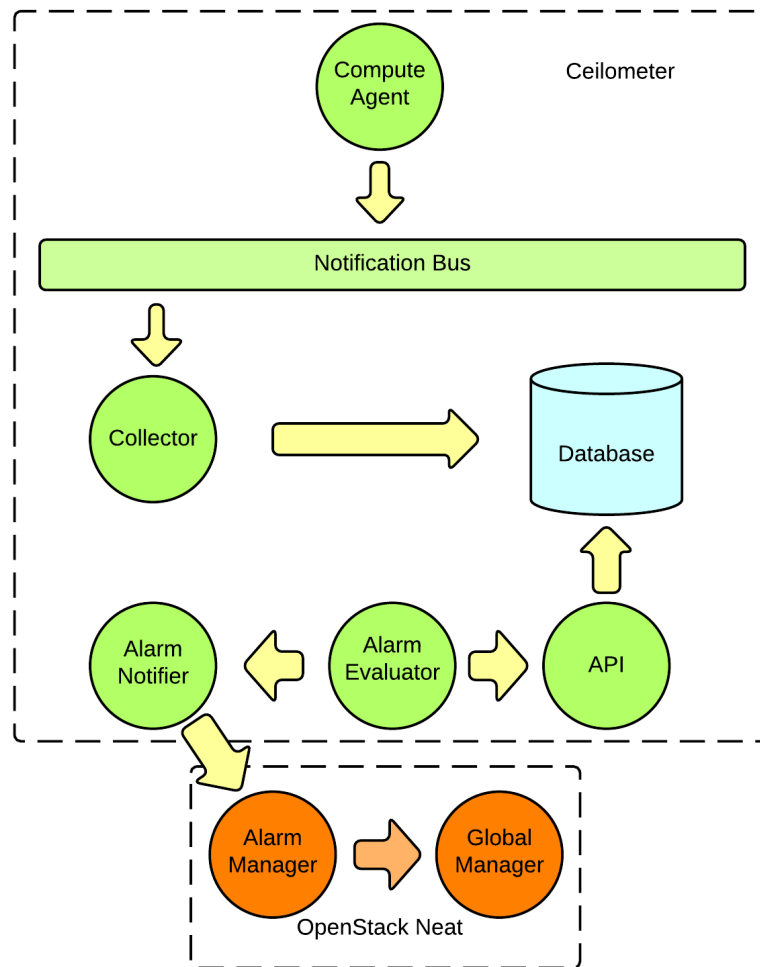 Compute
Agent
Ceilometer
Notification Bus
Collector
Database
Alarm
Notifier
Alarm
Evaluator
API
Alarm
Manager
Global
Manager
OpenStack Neat